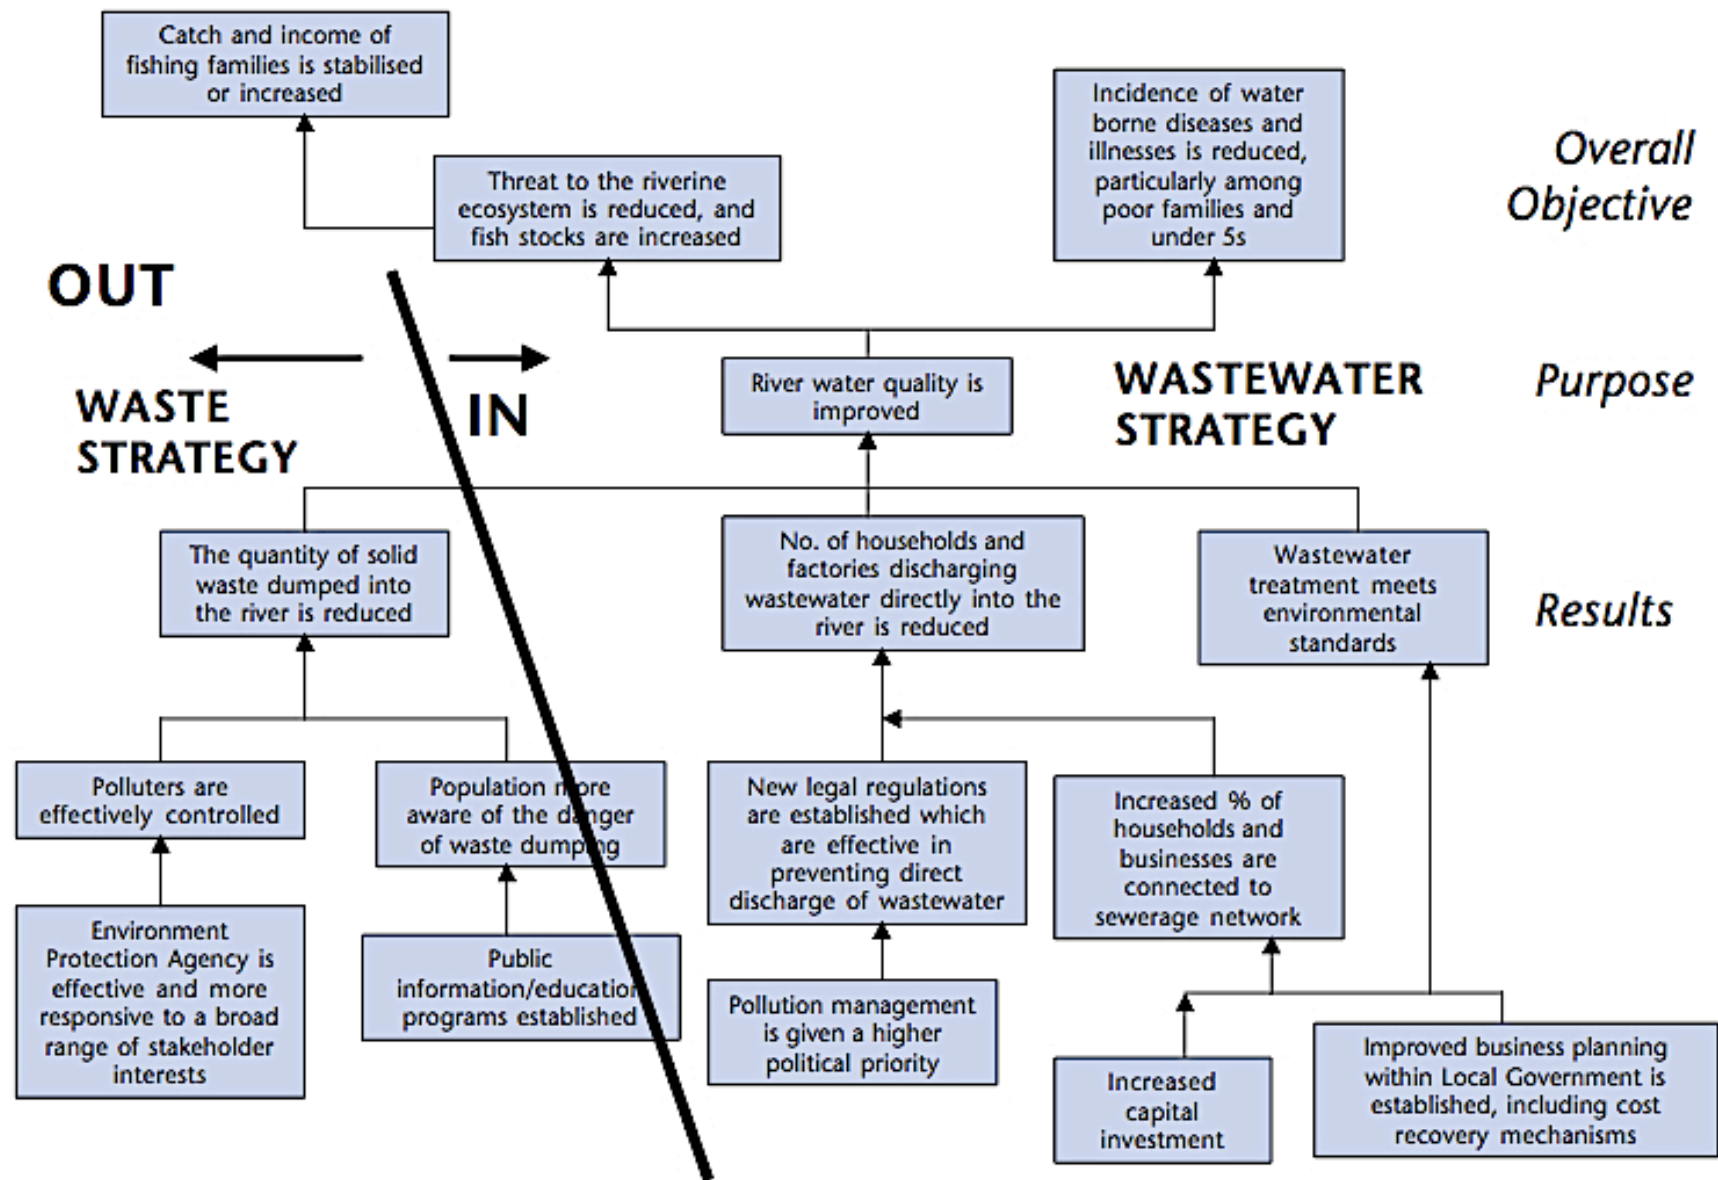 Catch and income of
fishing families is stabilised
or increased
Threat to the riverine
ecosystem is reduced, and
fish stocks are increased
Incidence of water
borne diseases and
illnesses is reduced,
particularly among
poor families and
under 5s
Overall
Objective
OUT
WASTE
STRATEGY
IN
River water quality is
improved
WASTEWATER
STRATEGY
Purpose
The quantity of solid
waste dumped into
the river is reduced
No. of households and
factories discharging
wastewater directly into the
river is reduced
Wastewater
treatment meets
environmental
standards
Results
Polluters are
effectively controlled
Population more
aware of the danger
of waste dumping
New legal regulations
are established which
are effective in
preventing direct
discharge of wastewater
Increased % of
households and
businesses are
connected to
sewerage network
Environment
Protection Agency is
effective and more
responsive to a broad
range of stakeholder
interests
Public
information/education
programs established
Pollution management
is given a higher
political priority
Increased
capital
investment
Improved business planning
within Local Government is
established, including cost
recovery mechanisms